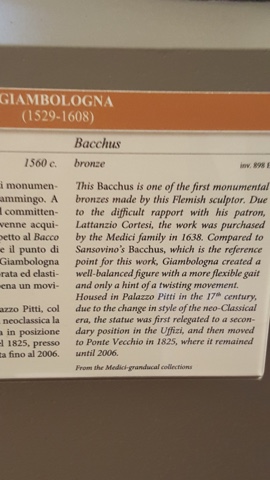 GIAMBOLOGNA
(1529-1608)
Bacchus
1560 c. bronze inv. 898 B
i monumen-
ammingo. A
l committen-
venne acqui-
petto al Bacco
e il punto di
Giambologna
rata ed elasti-
pena un movi-
azzo Pitti, col
neoclassica la
a in posizione
el 1825, presso
ta fino al 2006.
This Bacchus is one of the first monumental
bronzes made by this Flemish sculptor. Due
to the difficult rapport with his patron,
Lattanzio Cortesi, the work was purchased
by the Medici family in 1638. Compared to
Sansovino's Bacchus, which is the reference
point for this work, Giambologna created a
well-balanced figure with a more flexible gait
and only a hint of a twisting movement.
Housed in Palazzo Pitti in the 17th century,
due to the change in style of the neo-Classical
era, the statue was first relegated to a secon-
dary position in the Uffizi, and then moved
to Ponte Vecchio in 1825, where it remained
until 2006.
From the Medici-granducal collections